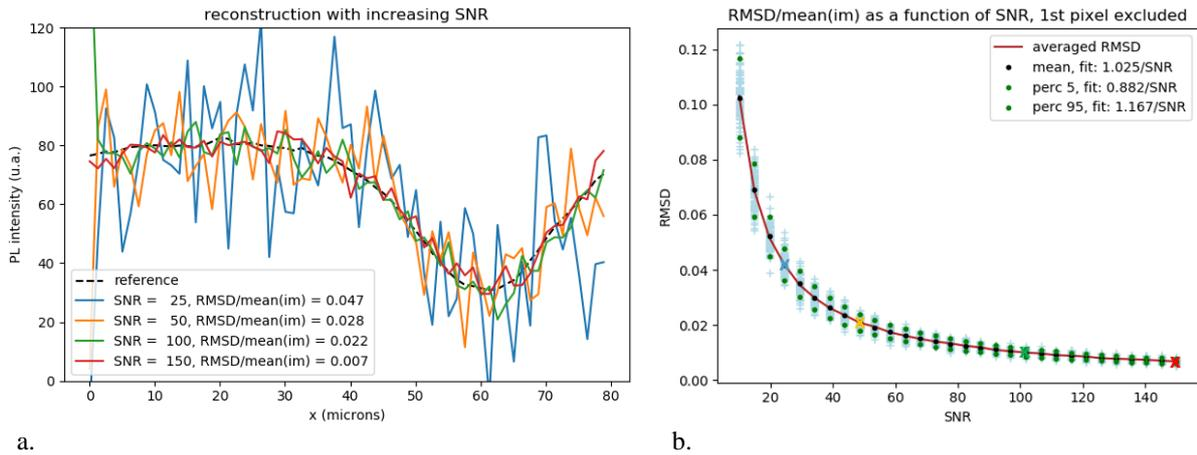 reconstruction with increasing SNR
120
100
80
60
40
20
0
PL intensity (u.a.)
reference
SNR = 25, RMSD/mean(im) = 0.047
SNR = 50, RMSD/mean(im) = 0.028
SNR = 100, RMSD/mean(im) = 0.022
SNR = 150, RMSD/mean(im) = 0.007
0 10 20 30 40 50 60 70 80
x (microns)
a.
RMSD/mean(im) as a function of SNR, 1st pixel excluded
0.12
0.10
0.08
0.06
0.04
0.02
0.00
RMSD
averaged RMSD
mean, fit: 1.025/SNR
perc 5, fit: 0.882/SNR
perc 95, fit: 1.167/SNR
20 40 60 80 100 120 140
SNR
b.